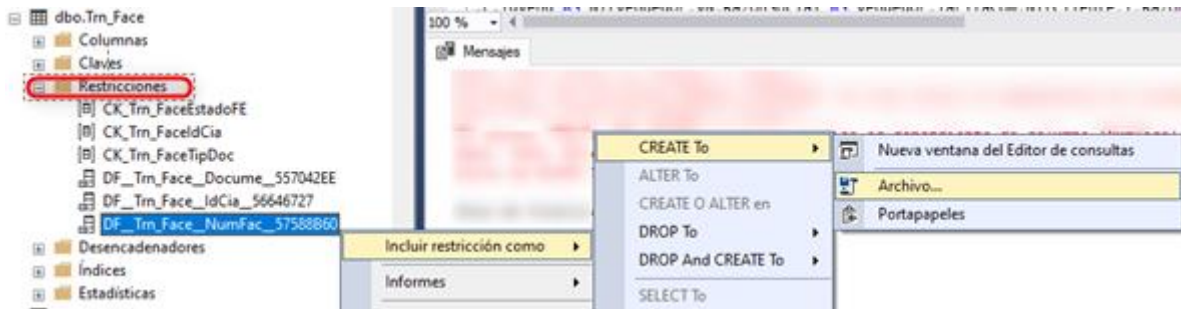 dbo.Trn_Face
Columnas
Claves
Restricciones
CK_Trn_FaceEstadoFE
CK_Trn_FaceIdCia
CK_Trn_FaceTipDoc
DF__Trn_Face__Docume__557042EE
DF__Trn_Face__IdCia__56646727
DF__Trn_Face__NumFac__57588B60
Desencadenadores
Índices
Estadísticas
100 %
Mensajes
Incluir restricción como
Informes
CREATE To
ALTER To
CREATE O ALTER en
DROP To
DROP And CREATE To
SELECT To
Nueva ventana del Editor de consultas
Archivo...
Portapapeles